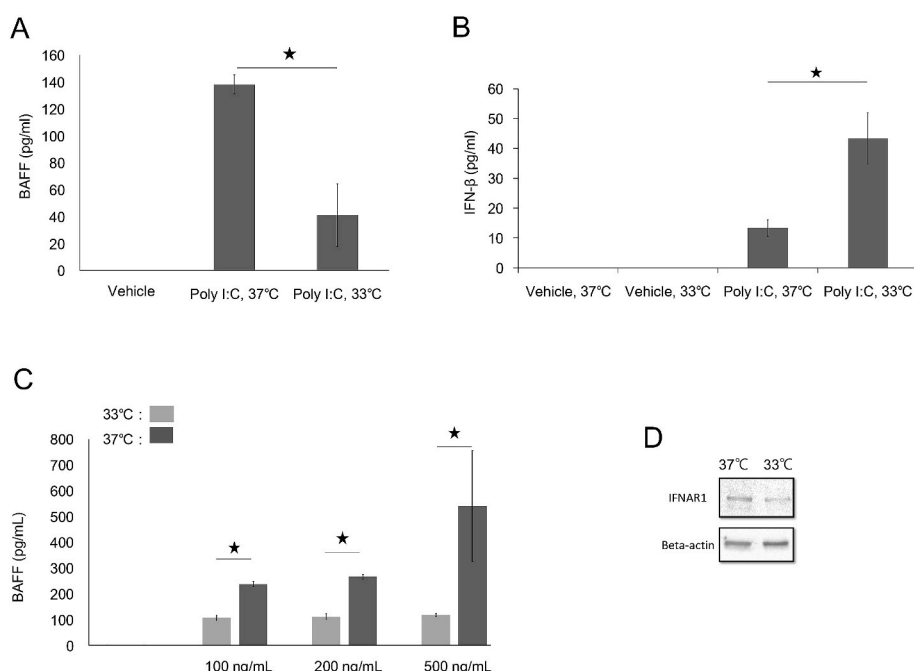 A
BAFF (pg/ml)
160
140
120
100
80
60
40
20
0
★
Vehicle
Poly I:C, 37℃
Poly I:C, 33℃
B
IFN-β (pg/ml)
60
50
40
30
20
10
0
★
Vehicle, 37℃
Vehicle, 33℃
Poly I:C, 37℃
Poly I:C, 33℃
C
33℃ :
37℃ :
BAFF (pg/mL)
800
700
600
500
400
300
200
100
0
★
★
★
100 ng/mL
200 ng/mL
500 ng/mL
D
37℃ 33℃
IFNAR1
Beta-actin